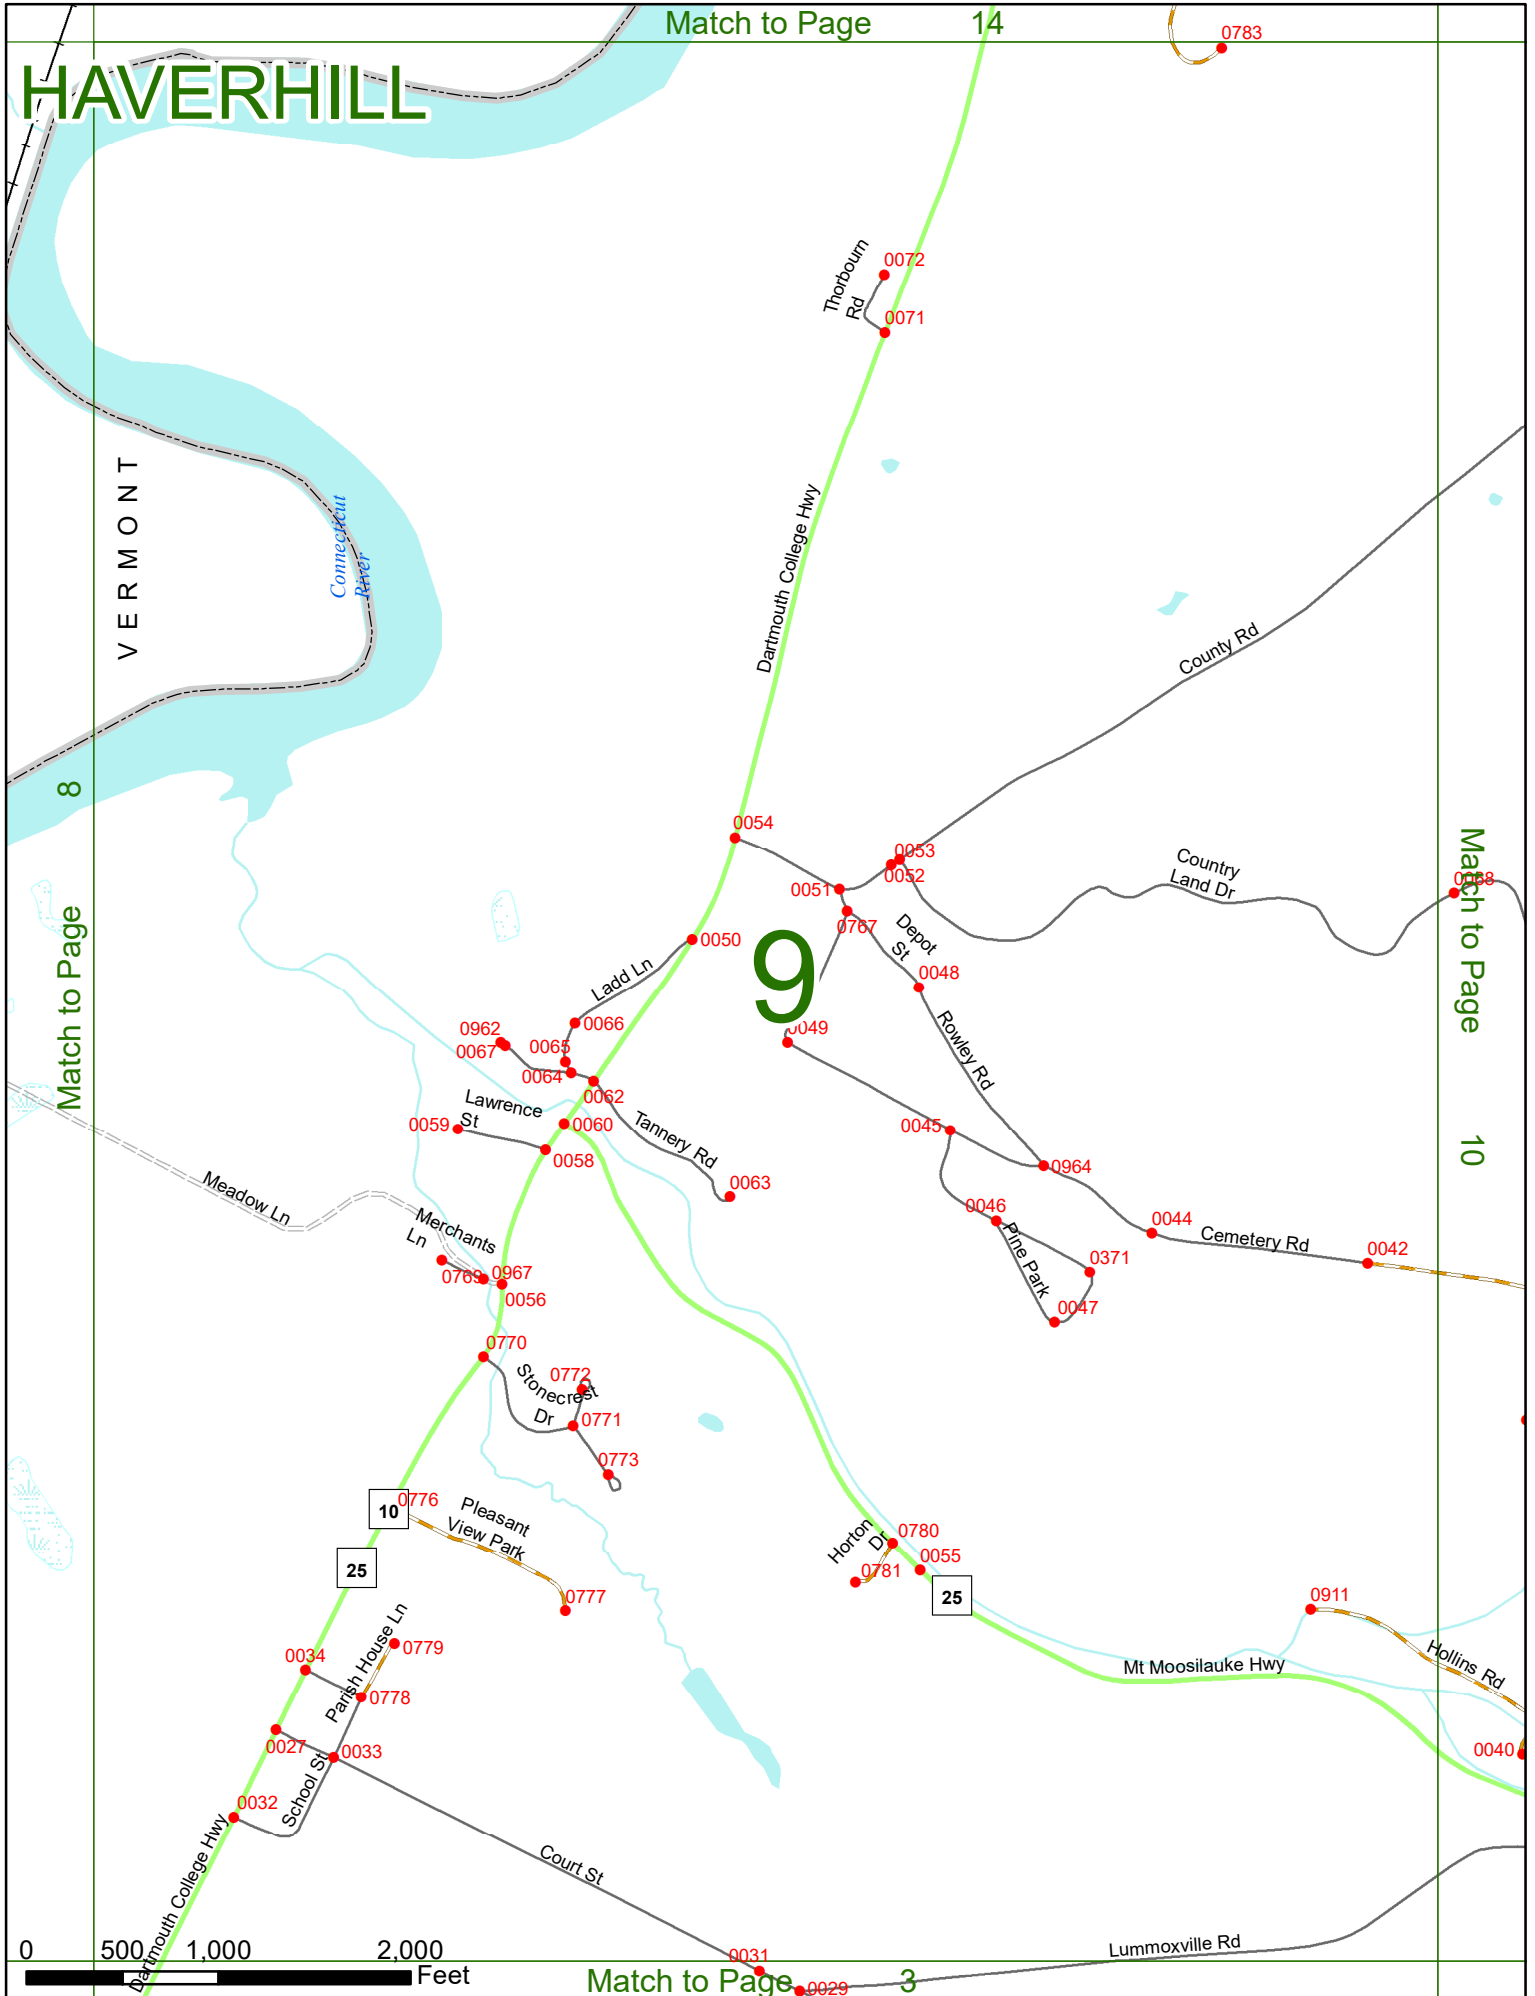 Match to Page 14
0783
HAVERHILL
Thorbourn
Rd
0072
0071
VERMONT
Connecticut
River
Dartmouth College Hwy
County Rd
8
Match to Page
0054
0053
0052
0051
0767
Country
Land Dr
0068
Match to Page
10
0050
9
Depot
St
0048
Ladd Ln
0066
0962
0067
0065
0064
0062
0049
Rowley Rd
Lawrence
St
0059
0060
0058
Tannery Rd
0063
0045
0964
Meadow Ln
Merchants
Ln
0769
0967
0056
0046
Pine Park
0371
0047
0044
Cemetery Rd
0042
0770
Stonecrest
Dr
0772
0771
0773
10
0776
Pleasant
View Park
0777
25
Horton
Dr
0780
0781
0055
25
0911
Hollins Rd
Mt Moosilauke Hwy
0040
0034
Parish House Ln
0779
0778
0027
0033
School St
0032
Dartmouth College Hwy
Court St
0031
0029
Lummoxville Rd
0 500 1,000 2,000
Feet
Match to Page 3